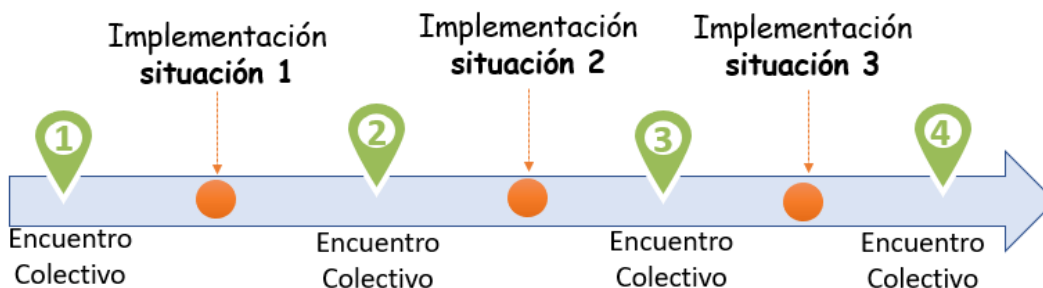 Implementación
situación 1
Implementación
situación 2
Implementación
situación 3
1
2
3
4
Encuentro
Colectivo
Encuentro
Colectivo
Encuentro
Colectivo
Encuentro
Colectivo